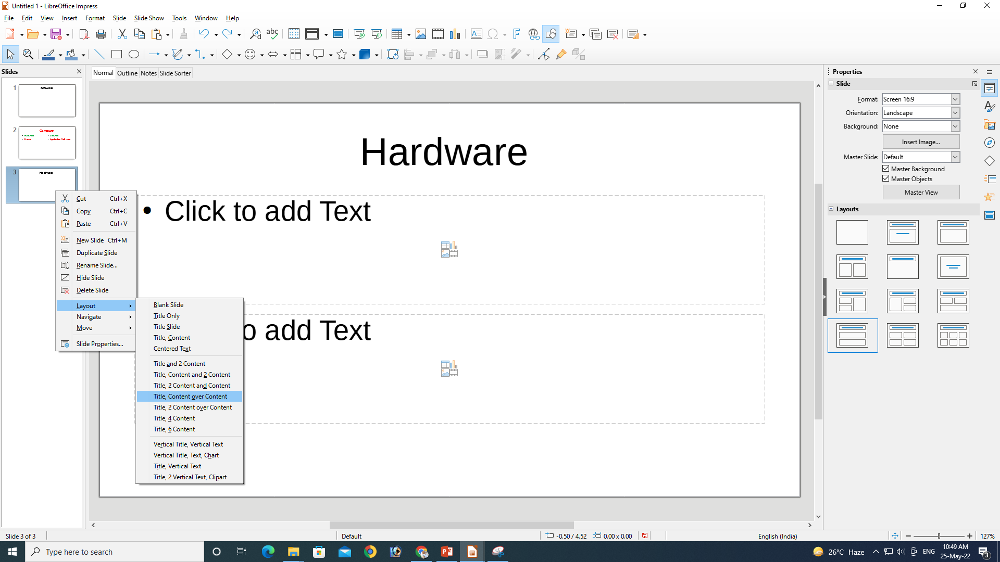 Untitled 1 - LibreOffice Impress
File Edit View Insert Format Slide Slide Show Tools Window Help
Slides
Normal Outline Notes Slide Sorter
1
Software
2
Computer
3
Hardware
Hardware
Click to add Text
o add Text
Cut Ctrl+X
Copy Ctrl+C
Paste Ctrl+V
New Slide Ctrl+M
Duplicate Slide
Rename Slide...
Hide Slide
Delete Slide
Layout
Navigate
Move
Slide Properties...
Blank Slide
Title Only
Title Slide
Title, Content
Centered Text
Title and 2 Content
Title, Content and 2 Content
Title, 2 Content and Content
Title, Content over Content
Title, 2 Content over Content
Title, 4 Content
Title, 6 Content
Vertical Title, Vertical Text
Vertical Title, Text, Chart
Title, Vertical Text
Title, 2 Vertical Text, Clipart
Properties
Slide
Format: Screen 16:9
Orientation: Landscape
Background: None
Insert Image...
Master Slide: Default
Master Background
Master Objects
Master View
Layouts
Slide 3 of 3
Default
-0.50 / 4.52
0.00 x 0.00
English (India)
127%
Type here to search
26°C Haze
ENG
10:49 AM
25-May-22
3